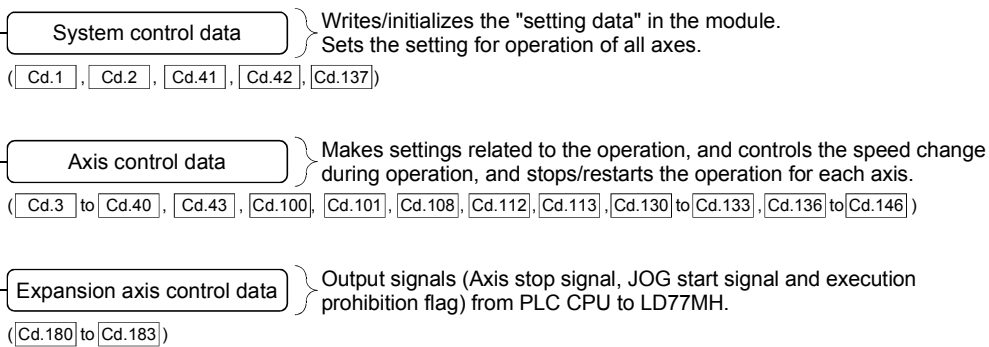 System control data
Writes/initializes the "setting data" in the module.
Sets the setting for operation of all axes.
( Cd.1 , Cd.2 , Cd.41 , Cd.42 , Cd.137 )
Axis control data
Makes settings related to the operation, and controls the speed change
during operation, and stops/restarts the operation for each axis.
( Cd.3 to Cd.40 , Cd.43 , Cd.100 , Cd.101 , Cd.108 , Cd.112 , Cd.113 , Cd.130 to Cd.133 , Cd.136 to Cd.146 )
Expansion axis control data
Output signals (Axis stop signal, JOG start signal and execution
prohibition flag) from PLC CPU to LD77MH.
( Cd.180 to Cd.183 )